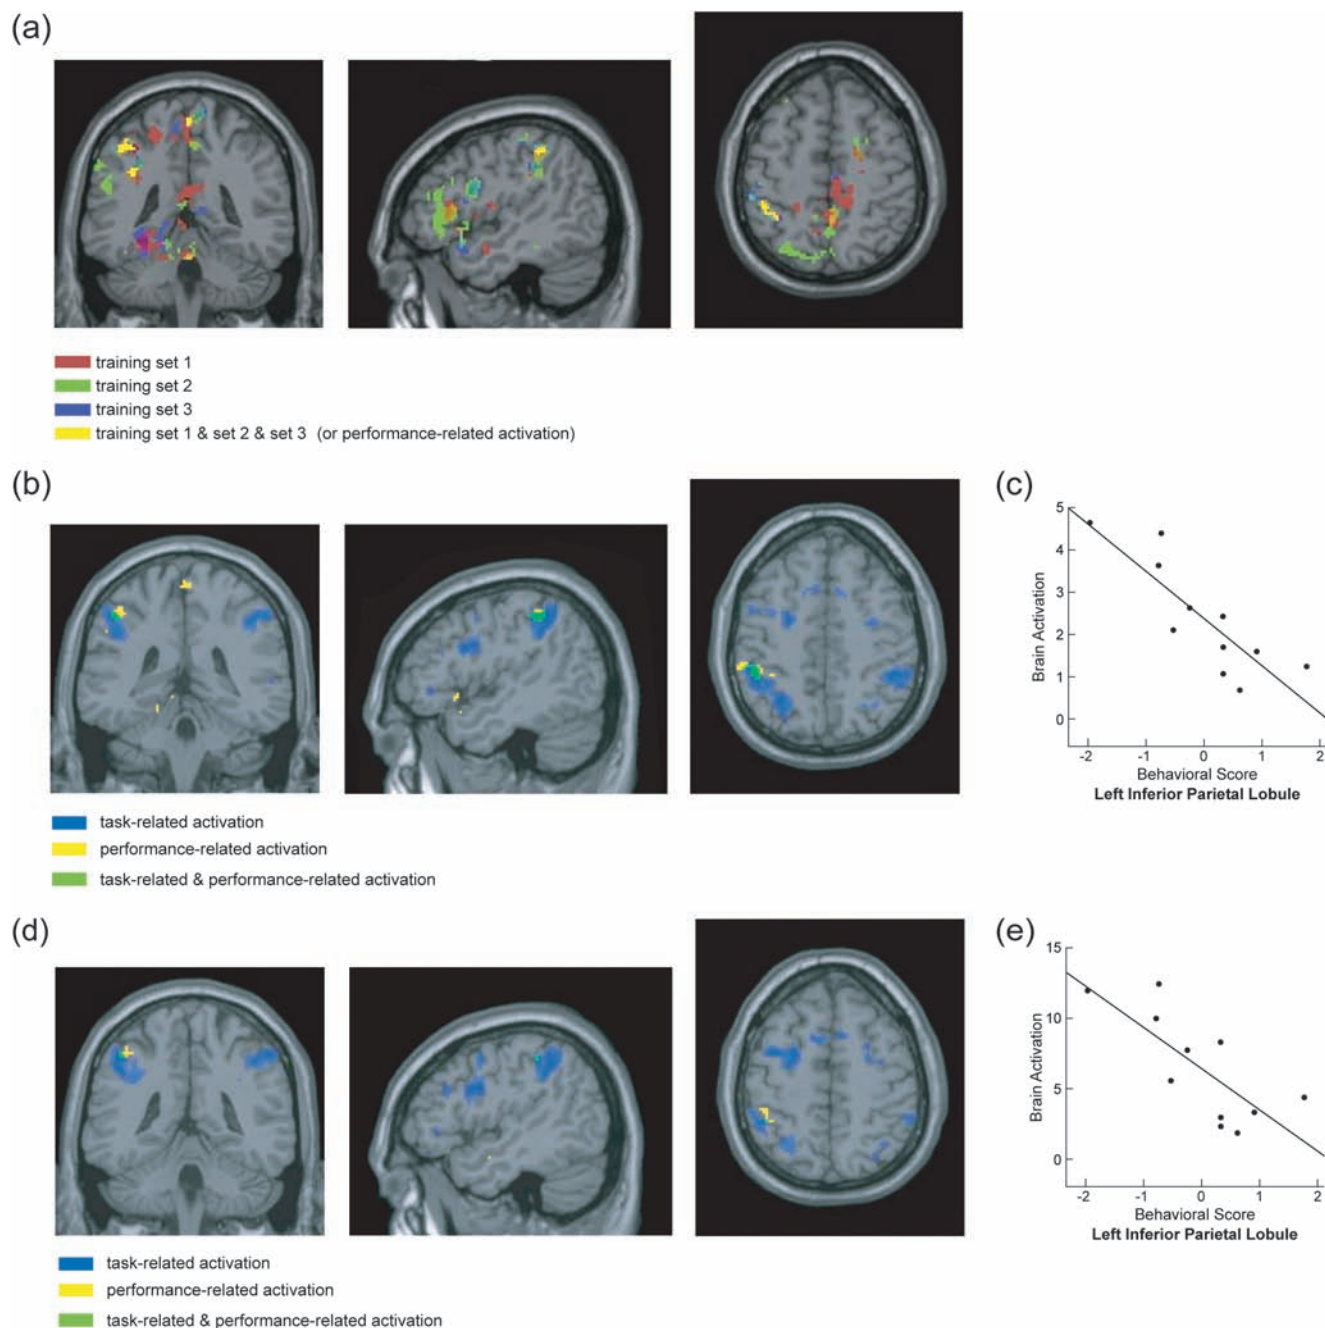 (a)
training set 1
training set 2
training set 3
training set 1 & set 2 & set 3 (or performance-related activation)
(b)
task-related activation
performance-related activation
task-related & performance-related activation
(c)
5
4
3
2
1
0
Brain Activation
-2 -1 0 1 2
Behavioral Score
Left Inferior Parietal Lobule
(d)
task-related activation
performance-related activation
task-related & performance-related activation
(e)
15
10
5
0
Brain Activation
-2 -1 0 1 2
Behavioral Score
Left Inferior Parietal Lobule